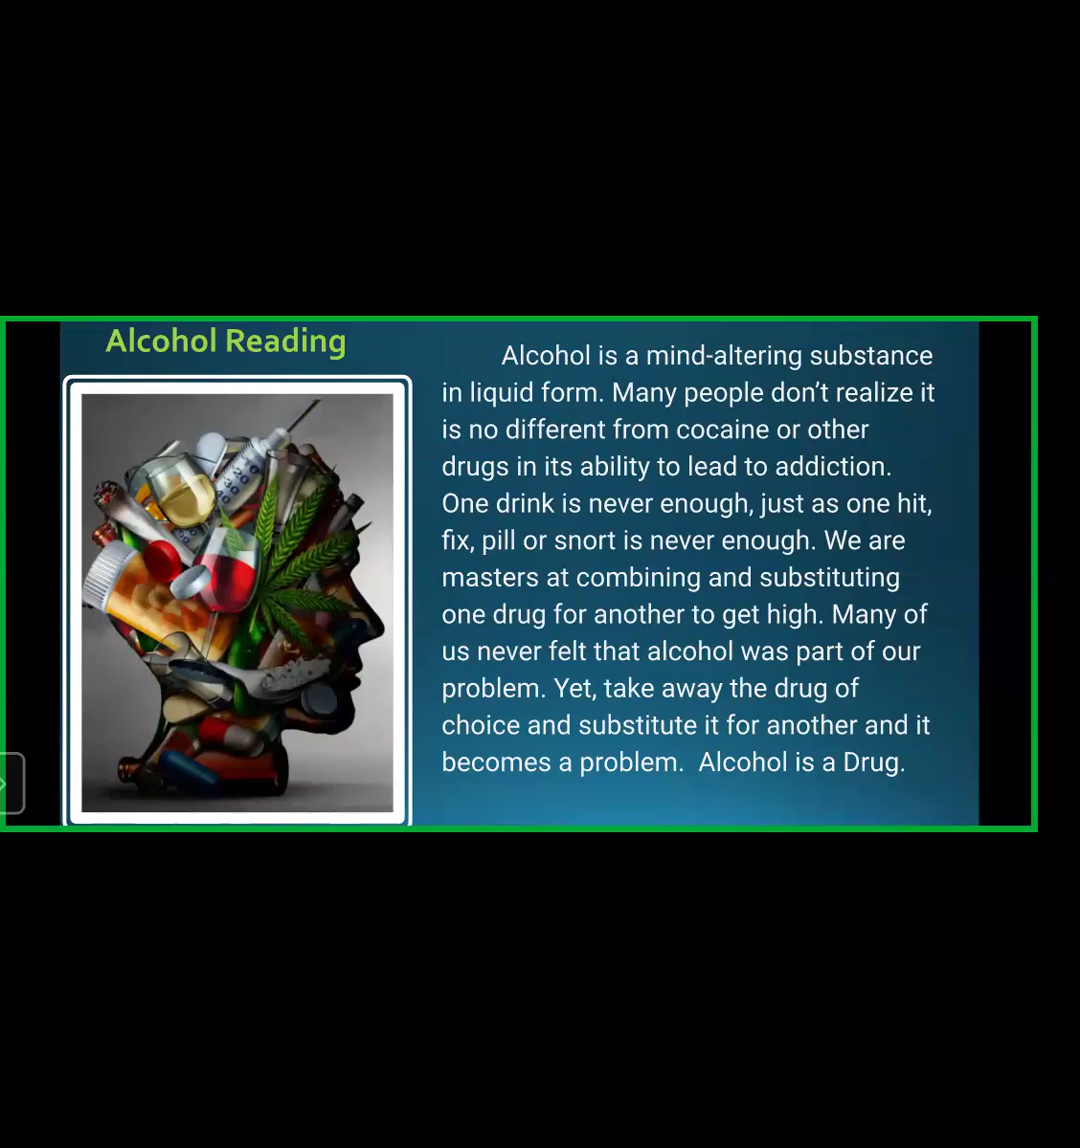 Alcohol Reading
Alcohol is a mind-altering substance
in liquid form. Many people don’t realize it
is no different from cocaine or other
drugs in its ability to lead to addiction.
One drink is never enough, just as one hit,
fix, pill or snort is never enough. We are
masters at combining and substituting
one drug for another to get high. Many of
us never felt that alcohol was part of our
problem. Yet, take away the drug of
choice and substitute it for another and it
becomes a problem.  Alcohol is a Drug.